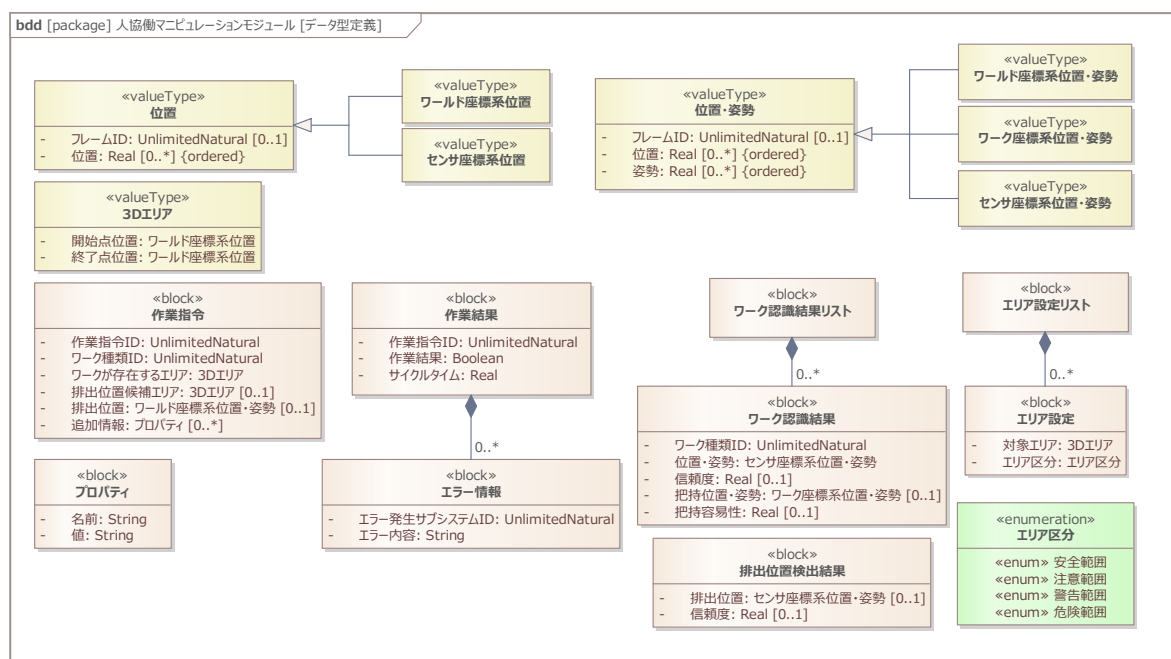 bdd [package] 人協働マニピュレーションモジュール [データ型定義]
«valueType»
位置
- フレームID: UnlimitedNatural [0..1]
- 位置: Real [0..*] {ordered}
«valueType»
ワールド座標系位置
«valueType»
センサ座標系位置
«valueType»
位置・姿勢
- フレームID: UnlimitedNatural [0..1]
- 位置: Real [0..*] {ordered}
- 姿勢: Real [0..*] {ordered}
«valueType»
ワールド座標系位置・姿勢
«valueType»
ワーク座標系位置・姿勢
«valueType»
センサ座標系位置・姿勢
«valueType»
3Dエリア
- 開始点位置: ワールド座標系位置
- 終了点位置: ワールド座標系位置
«block»
作業指令
- 作業指令ID: UnlimitedNatural
- ワーク種類ID: UnlimitedNatural
- ワークが存在するエリア: 3Dエリア
- 排出位置候補エリア: 3Dエリア [0..1]
- 排出位置: ワールド座標系位置・姿勢 [0..1]
- 追加情報: プロパティ [0..*]
«block»
作業結果
- 作業指令ID: UnlimitedNatural
- 作業結果: Boolean
- サイクルタイム: Real
0..*
«block»
ワーク認識結果リスト
0..*
«block»
エリア設定リスト
0..*
«block»
ワーク認識結果
- ワーク種類ID: UnlimitedNatural
- 位置・姿勢: センサ座標系位置・姿勢
- 信頼度: Real [0..1]
- 把持位置・姿勢: ワーク座標系位置・姿勢 [0..1]
- 把持容易性: Real [0..1]
«block»
エリア設定
- 対象エリア: 3Dエリア
- エリア区分: エリア区分
«block»
プロパティ
- 名前: String
- 値: String
«block»
エラー情報
- エラー発生サブシステムID: UnlimitedNatural
- エラー内容: String
«block»
排出位置検出結果
- 排出位置: センサ座標系位置・姿勢 [0..1]
- 信頼度: Real [0..1]
«enumeration»
エリア区分
«enum» 安全範囲
«enum» 注意範囲
«enum» 警告範囲
«enum» 危険範囲